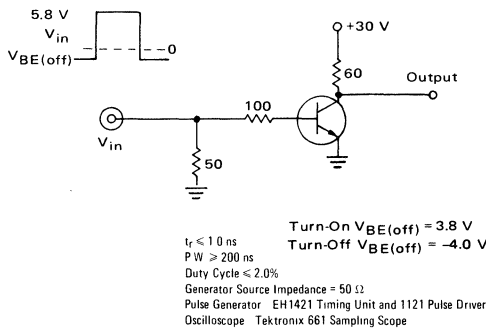 5.8 V
V in
0
VBE(off)
+30 V
60
Output
100
Vin
50
Turn-On VBE(off) = 3.8 V
Turn-Off VBE(off) = -4.0 V
tr ≤ 1 0 ns
P W ≥ 200 ns
Duty Cycle ≤ 2.0%
Generator Source Impedance = 50 Ω
Pulse Generator EH1421 Timing Unit and 1121 Pulse Driver
Oscilloscope Tektronix 661 Sampling Scope